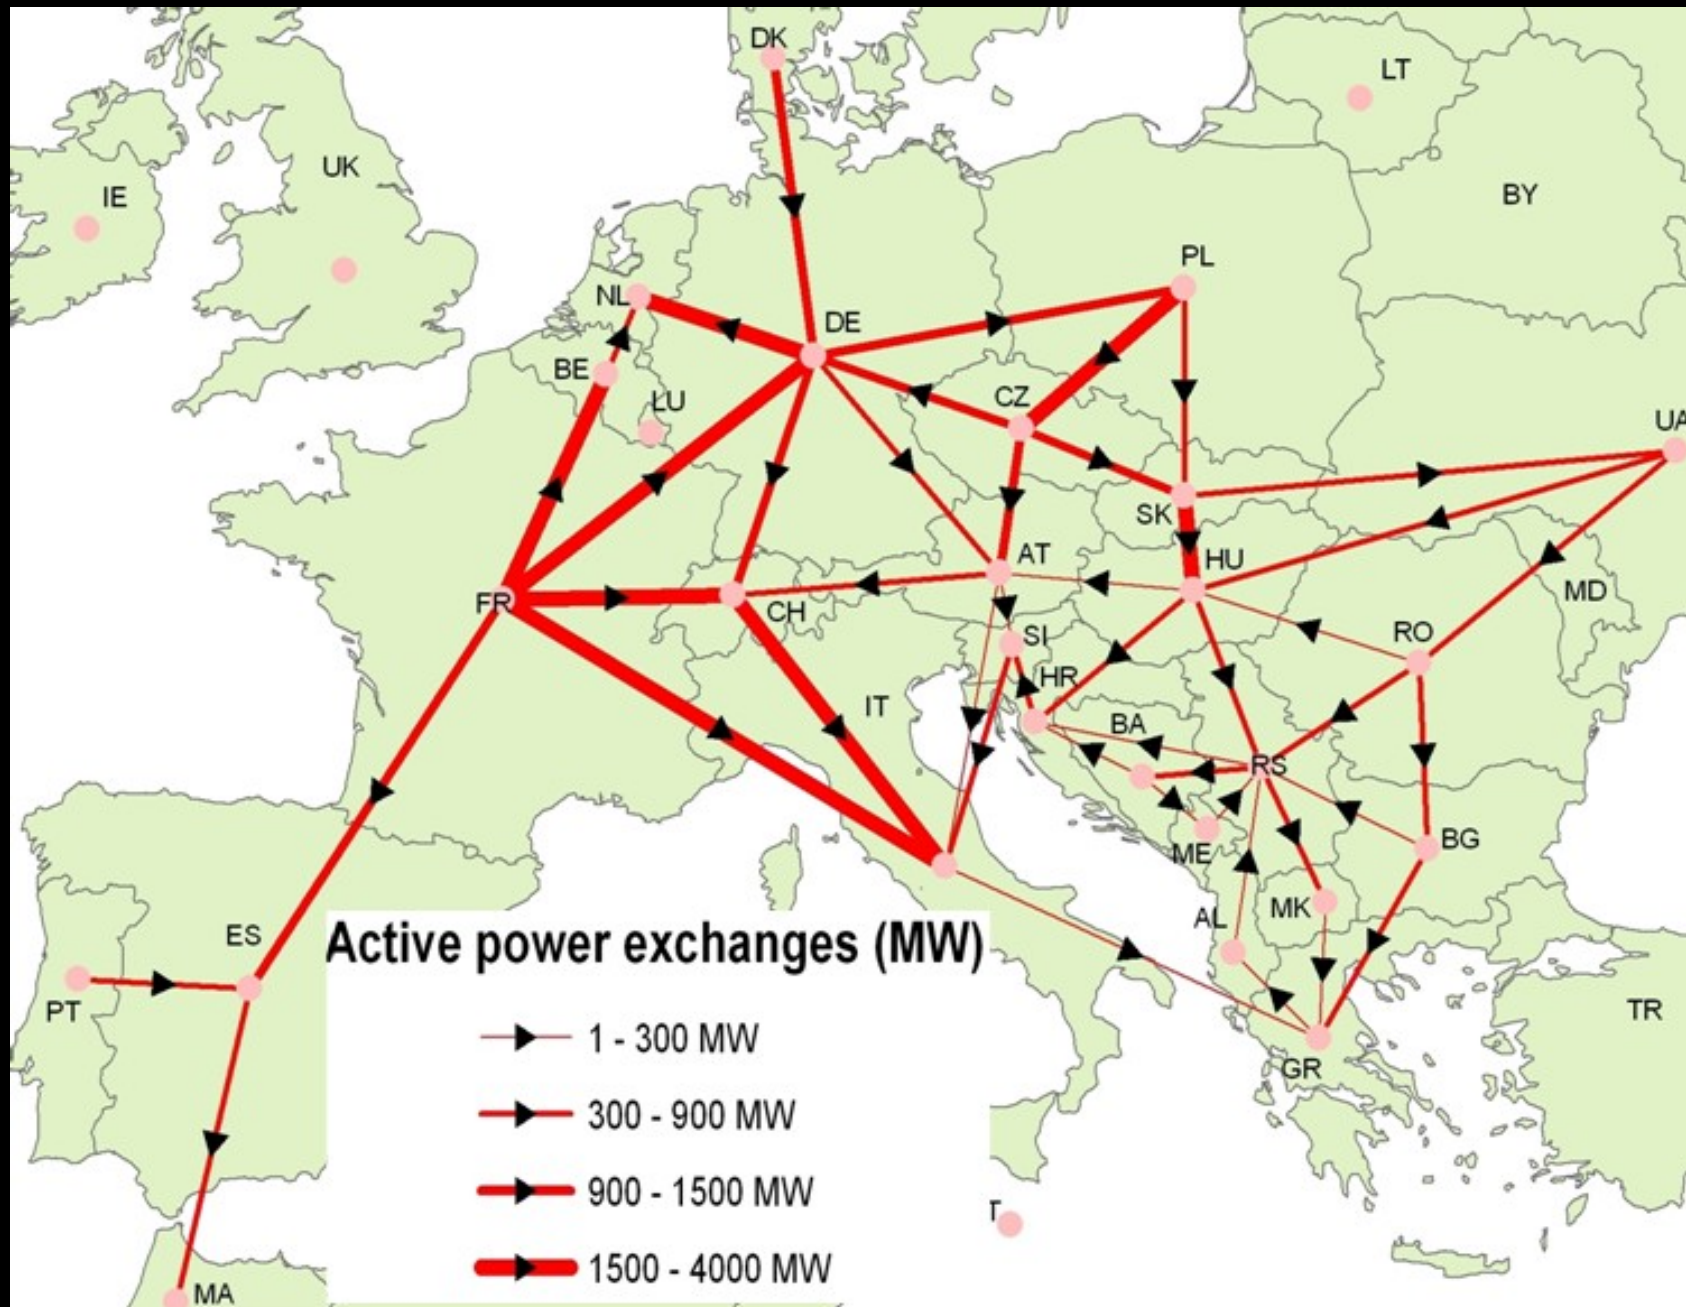 DK
LT
UK
IE
BY
PL
NL
DE
BE
CZ
LU
UA
SK
AT
HU
FR
CH
MD
SI
RO
HR
IT
BA
RS
ME
BG
AL
MK
ES
Active power exchanges (MW)
PT
TR
1 - 300 MW
GR
300 - 900 MW
900 - 1500 MW
T
1500 - 4000 MW
MA